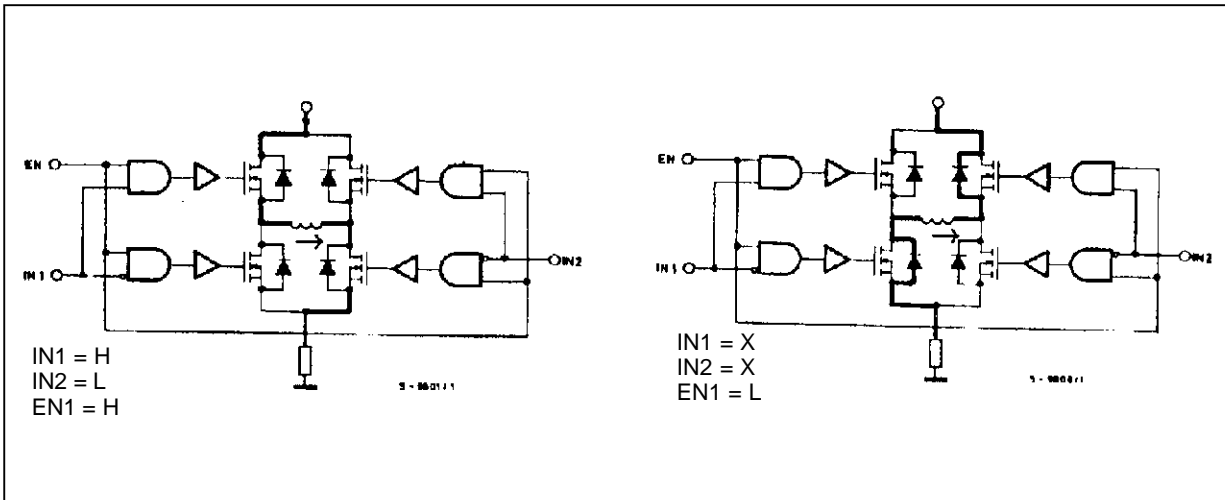 EN
IN1
IN2
IN1 = H
IN2 = L
EN1 = H
EN
IN1
IN2
IN1 = X
IN2 = X
EN1 = L